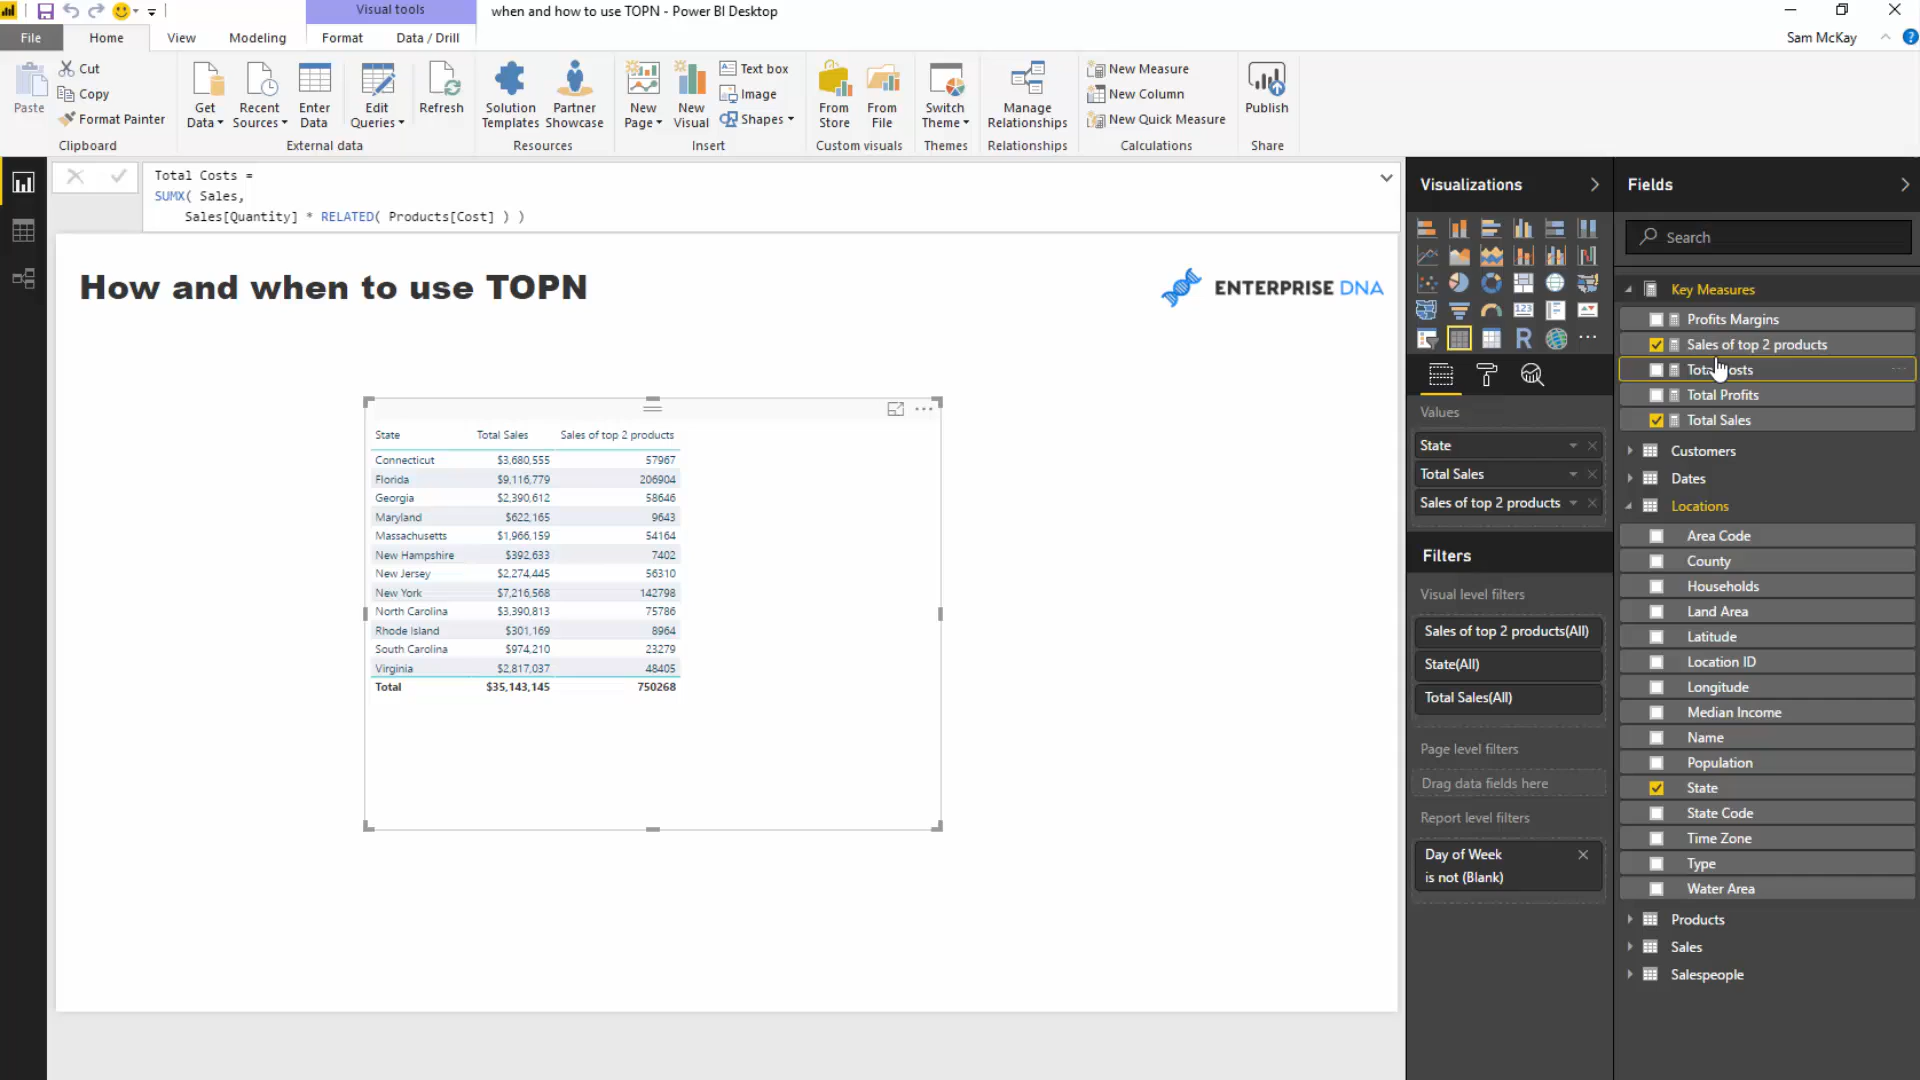 Visual tools
when and how to use TOPN - Power BI Desktop
File
Home
View
Modeling
Format
Data / Drill
Sam McKay
Paste
Cut
Copy
Format Painter
Clipboard
Get Data
Recent Sources
Enter Data
Edit Queries
Refresh
External data
Solution Templates
Partner Showcase
Resources
New Page
New Visual
Text box
Image
Shapes
Insert
From Store
From File
Custom visuals
Switch Theme
Themes
Manage Relationships
Relationships
New Measure
New Column
New Quick Measure
Calculations
Publish
Share
Total Costs =
SUMX( Sales,
Sales[Quantity] * RELATED( Products[Cost] ) )
How and when to use TOPN
ENTERPRISE DNA
State Total Sales Sales of top 2 products
Connecticut $3,680,555 57967
Florida $9,116,779 206904
Georgia $2,390,612 58646
Maryland $622,165 9643
Massachusetts $1,966,159 54164
New Hampshire $392,633 7402
New Jersey $2,274,445 56310
New York $7,216,568 142798
North Carolina $3,390,813 75786
Rhode Island $301,169 8964
South Carolina $974,210 23279
Virginia $2,817,037 48405
Total $35,143,145 750268
Visualizations
R
123
Values
State
Total Sales
Sales of top 2 products
Filters
Visual level filters
Sales of top 2 products(All)
State(All)
Total Sales(All)
Page level filters
Drag data fields here
Report level filters
Day of Week
is not (Blank)
Fields
Search
Key Measures
Profits Margins
Sales of top 2 products
Total Costs
Total Profits
Total Sales
Customers
Dates
Locations
Area Code
County
Households
Land Area
Latitude
Location ID
Longitude
Median Income
Name
Population
State
State Code
Time Zone
Type
Water Area
Products
Sales
Salespeople